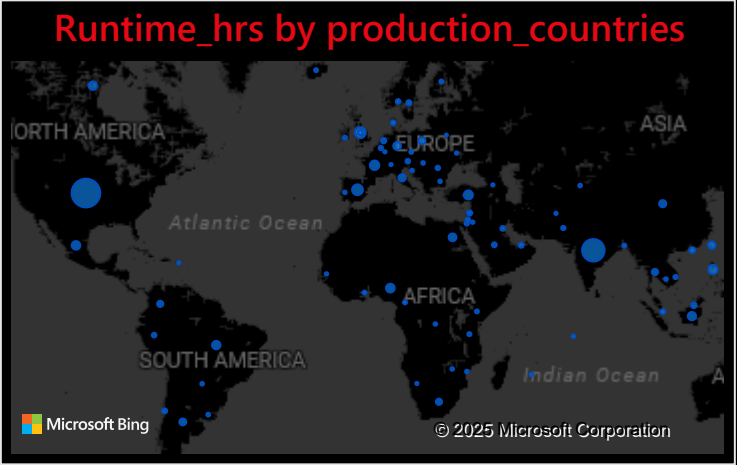 Runtime_hrs by production_countries
ORTH AMERICA
ASIA
EUROPE
Atlantic Ocean
AFRICA
SOUTH AMERICA
Indian Ocean
A
Microsoft Bing
© 2025 Microsoft Corporation